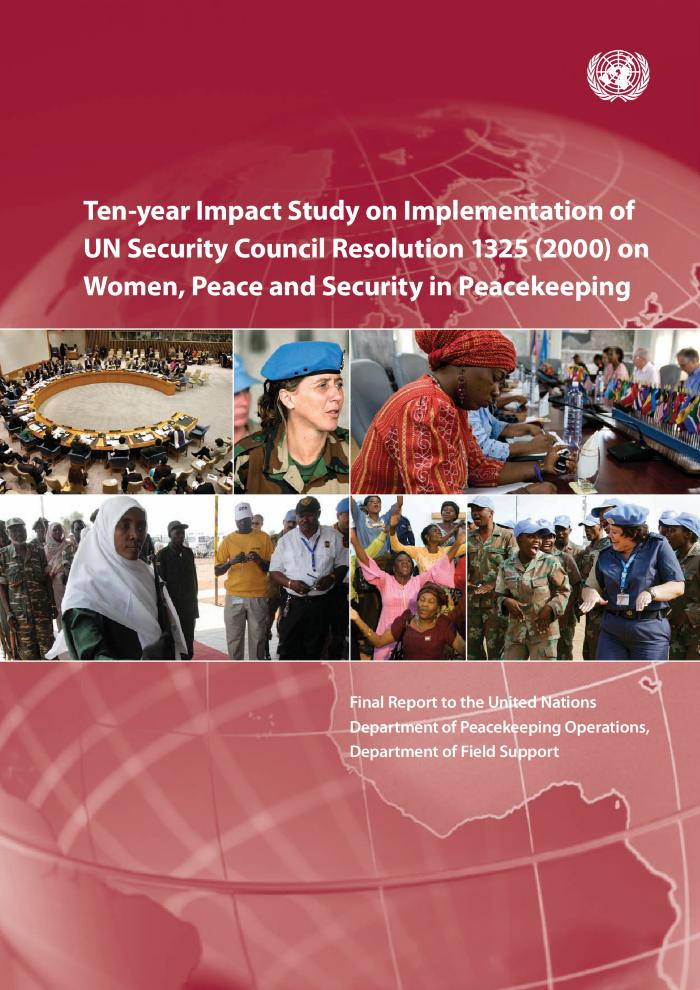 Ten-year Impact Study on Implementation of
UN Security Council Resolution 1325 (2000) on
Women, Peace and Security in Peacekeeping
Final Report to the United Nations
Department of Peacekeeping Operations,
Department of Field Support